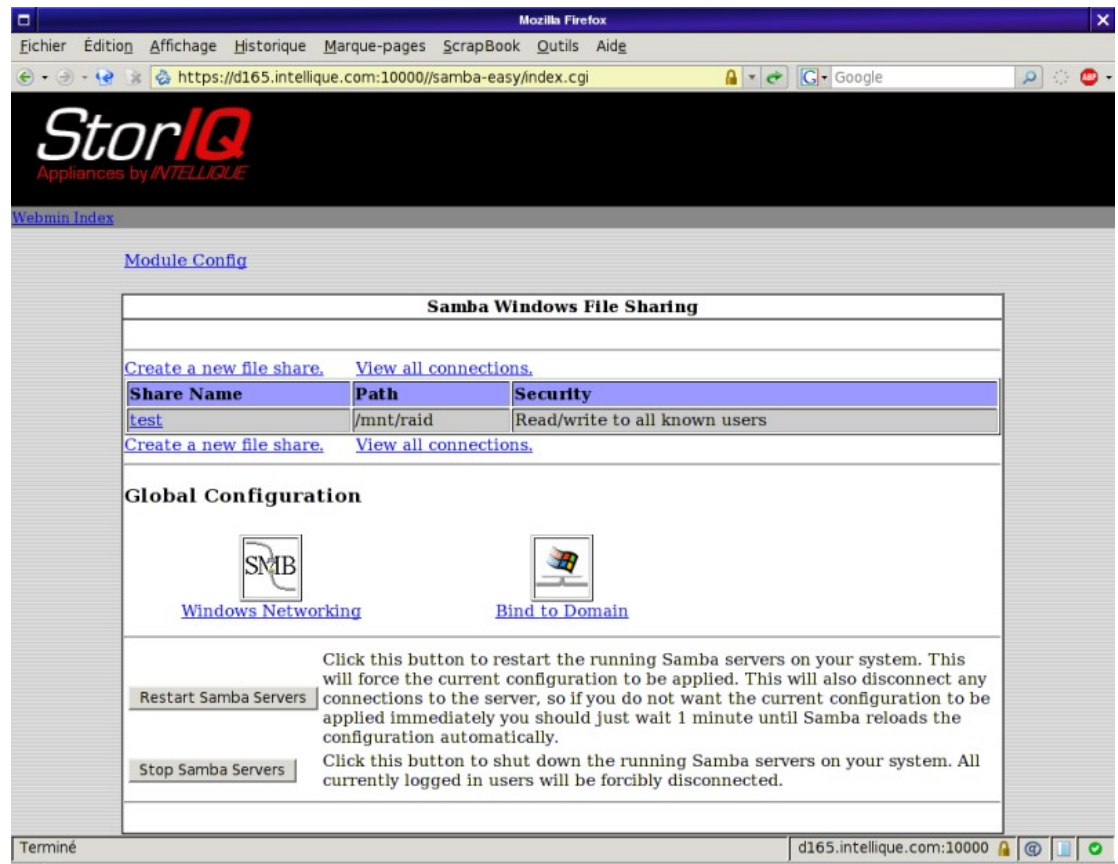 Mozilla Firefox
Fichier Édition Affichage Historique Marque-pages ScrapBook Outils Aide
https://d165.intellique.com:10000//samba-easy/index.cgi G Google ABP
StorIQ
Appliances by INTELLIQUE
Webmin Index
Module Config
Samba Windows File Sharing
Create a new file share. View all connections.
Share Name Path Security
test /mnt/raid Read/write to all known users
Create a new file share. View all connections.
Global Configuration
SMB
Windows Networking Bind to Domain
Restart Samba Servers
Click this button to restart the running Samba servers on your system. This
will force the current configuration to be applied. This will also disconnect any
connections to the server, so if you do not want the current configuration to be
applied immediately you should just wait 1 minute until Samba reloads the
configuration automatically.
Stop Samba Servers
Click this button to shut down the running Samba servers on your system. All
currently logged in users will be forcibly disconnected.
Terminé d165.intellique.com:10000 @